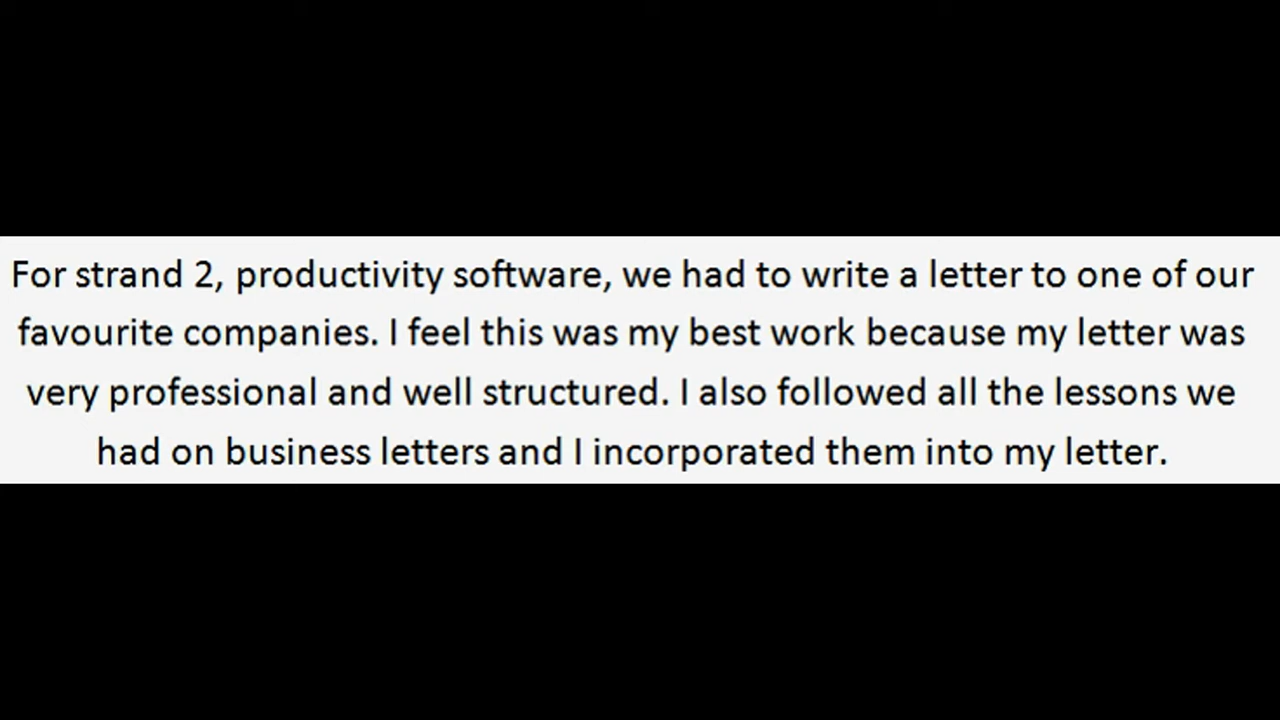 For strand 2, productivity software, we had to write a letter to one of our
favourite companies. I feel this was my best work because my letter was
very professional and well structured. I also followed all the lessons we
had on business letters and I incorporated them into my letter.